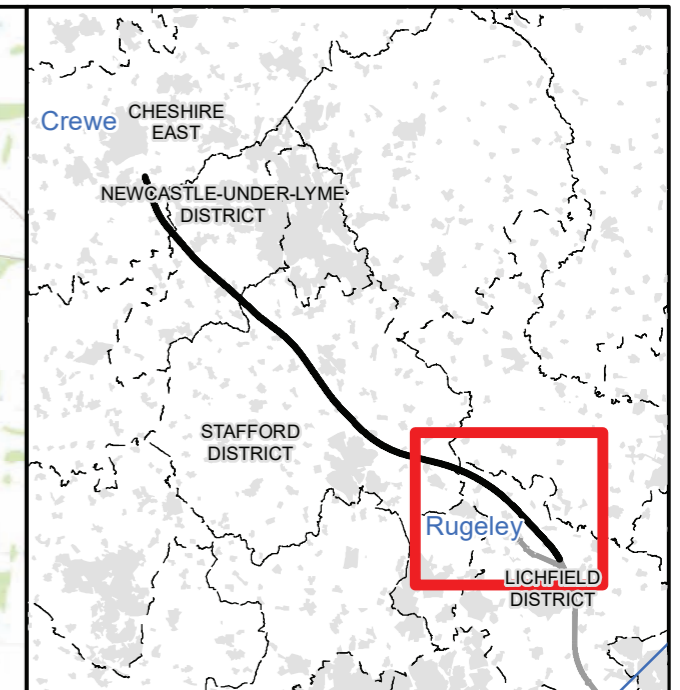 Crewe
CHESHIRE
EAST
NEWCASTLE-UNDER-LYME
DISTRICT
STAFFORD
DISTRICT
Rugeley
LICHFIELD
DISTRICT